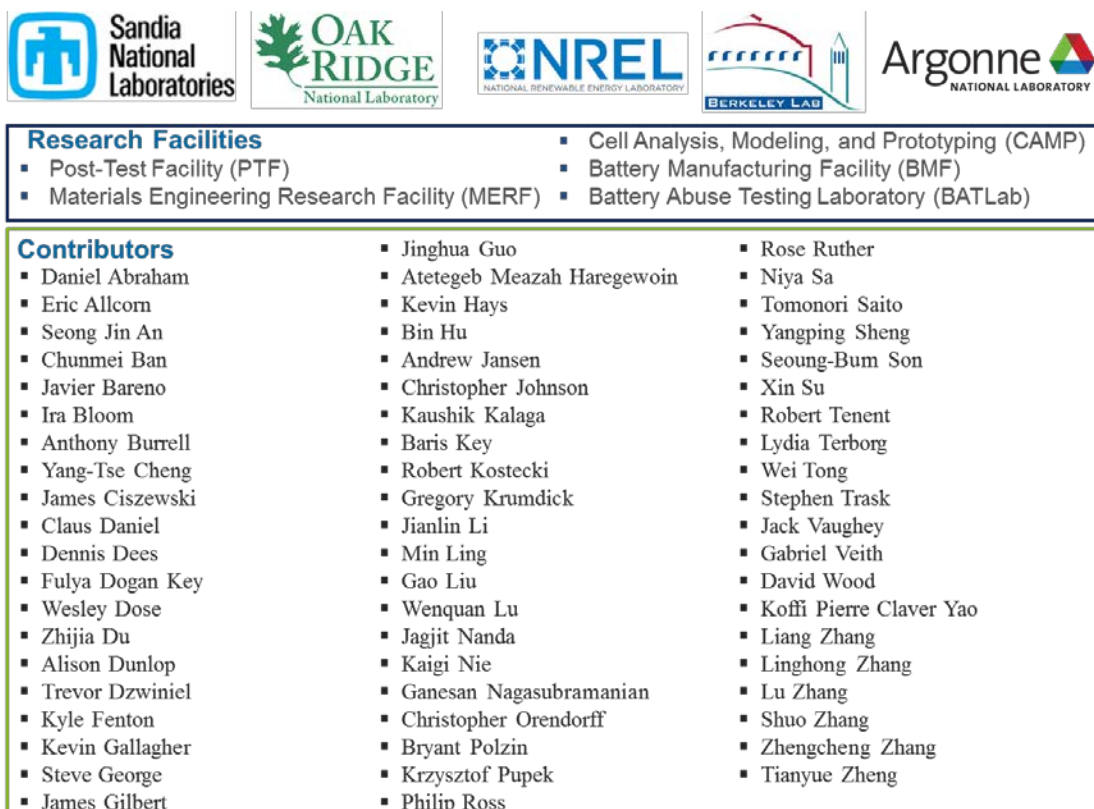 Sandia
National
Laboratories
OAK
RIDGE
National Laboratory
NREL
NATIONAL RENEWABLE ENERGY LABORATORY
BERKELEY LAB
Argonne
NATIONAL LABORATORY
Research Facilities
▪ Post-Test Facility (PTF)
▪ Materials Engineering Research Facility (MERF)
▪ Cell Analysis, Modeling, and Prototyping (CAMP)
▪ Battery Manufacturing Facility (BMF)
▪ Battery Abuse Testing Laboratory (BATLab)
Contributors
▪ Daniel Abraham
▪ Eric Allcorn
▪ Seong Jin An
▪ Chunmei Ban
▪ Javier Bareno
▪ Ira Bloom
▪ Anthony Burrell
▪ Yang-Tse Cheng
▪ James Ciszewski
▪ Claus Daniel
▪ Dennis Dees
▪ Fulya Dogan Key
▪ Wesley Dose
▪ Zhijia Du
▪ Alison Dunlop
▪ Trevor Dzwiniel
▪ Kyle Fenton
▪ Kevin Gallagher
▪ Steve George
▪ James Gilbert
▪ Jinghua Guo
▪ Atetegeb Meazah Haregewoin
▪ Kevin Hays
▪ Bin Hu
▪ Andrew Jansen
▪ Christopher Johnson
▪ Kaushik Kalaga
▪ Baris Key
▪ Robert Kostecki
▪ Gregory Krumdick
▪ Jianlin Li
▪ Min Ling
▪ Gao Liu
▪ Wenquan Lu
▪ Jagjit Nanda
▪ Kaigi Nie
▪ Ganesan Nagasubramanian
▪ Christopher Orendorff
▪ Bryant Polzin
▪ Krzysztof Pupek
▪ Philip Ross
▪ Rose Ruther
▪ Niya Sa
▪ Tomonori Saito
▪ Yangping Sheng
▪ Seoung-Bum Son
▪ Xin Su
▪ Robert Tenent
▪ Lydia Terborg
▪ Wei Tong
▪ Stephen Trask
▪ Jack Vaughey
▪ Gabriel Veith
▪ David Wood
▪ Koffi Pierre Claver Yao
▪ Liang Zhang
▪ Linghong Zhang
▪ Lu Zhang
▪ Shuo Zhang
▪ Zhengcheng Zhang
▪ Tianyue Zheng